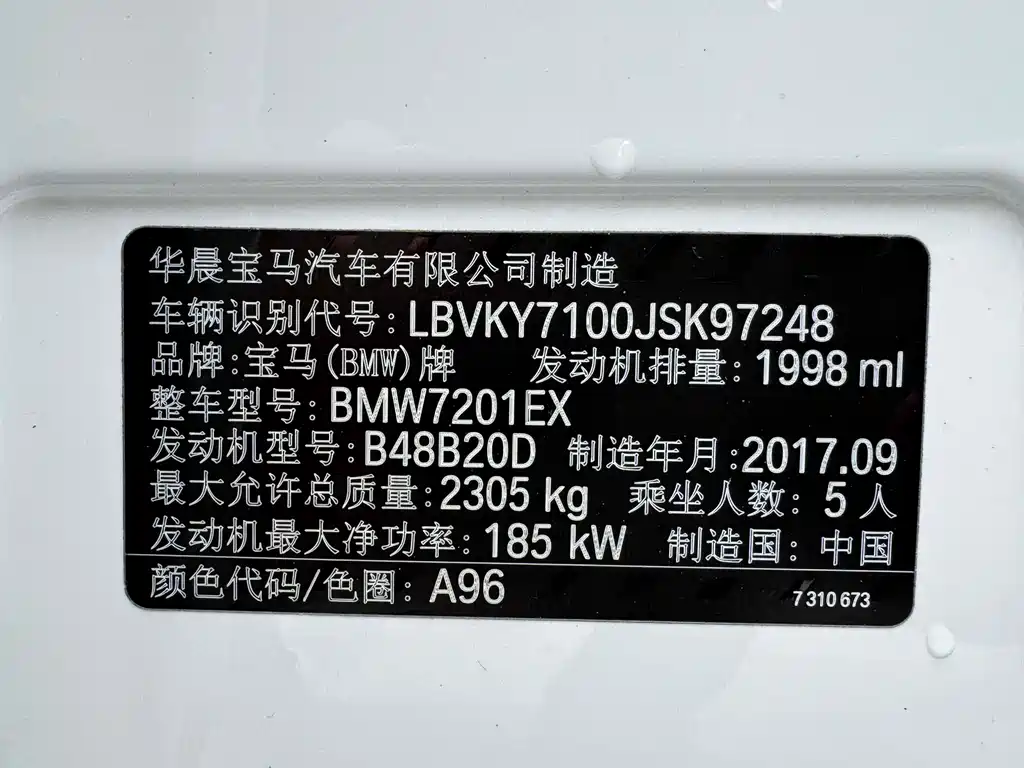 华晨宝马汽车有限公司制造
车辆识别代号: LBVKY7100JSK97248
品牌:宝马(BMW)牌 发动机排量: 1998 ml
整车型号: BMW7201EX
发动机型号: B48B20D 制造年月:2017.09
最大允许总质量: 2305 kg 乘坐人数: 5 人
发动机最大净功率: 185 kW 制造国: 中国
颜色代码/色圈: A96 7 310 673